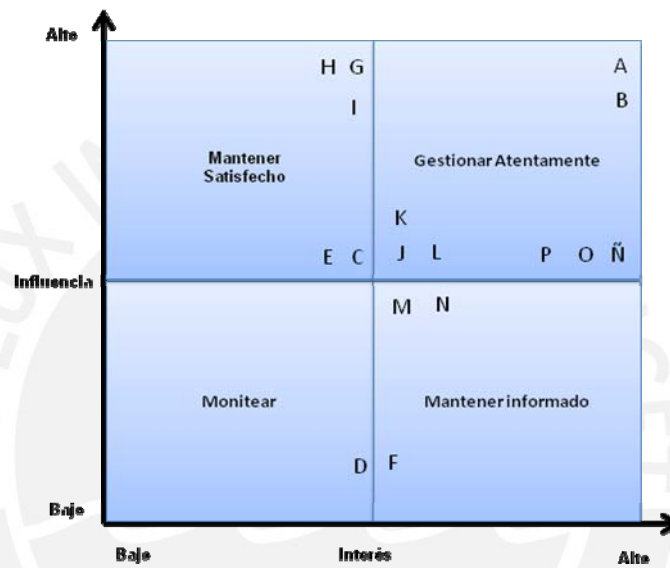 Alto
H G
A
I
B
Mantener
Satisfecho
Gestionar Atentamente
K
E C
J L
P O Ñ
Influencia
M N
Monitear
Mantener informado
D
F
Bajo
Bajo
Interés
Alto